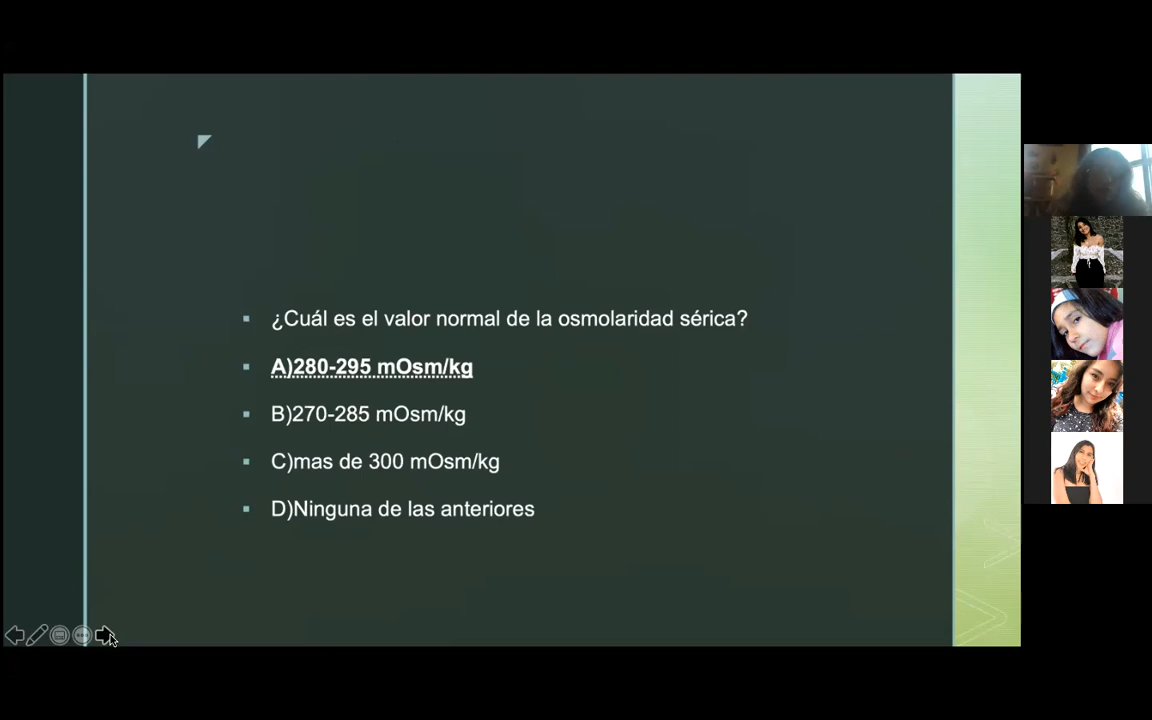 ¿Cuál es el valor normal de la osmolaridad sérica?
A)280-295 mOsm/kg
B)270-285 mOsm/kg
C)mas de 300 mOsm/kg
D)Ninguna de las anteriores